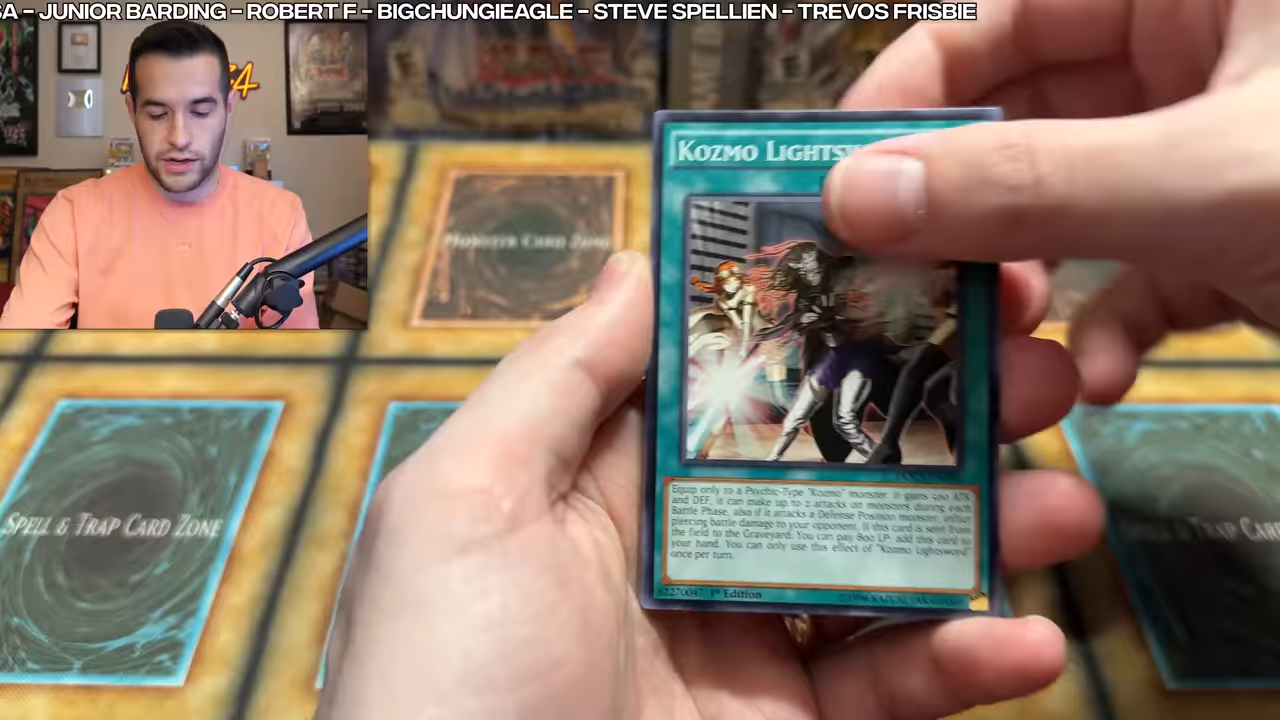 SA - JUNIOR BARDING - ROBERT F - BIGCHUNGIEAGLE - STEVE SPELLIEN - TREVOS FRISBIE
KOZMO LIGHTS
MONSTER CARD ZONE
Equip only to a Psychic-Type "Kozmo" monster. It gains 500 ATK
and DEF. It can make up to 2 attacks on monsters during each
Battle Phase, also if it attacks a Defense Position monster, inflict
piercing battle damage to your opponent. If this card is sent from
the field to the Graveyard: You can pay 800 LP; add this card to
your hand. You can only use this effect of "Kozmo Lightsword"
once per turn.
62270047 1st Edition
SPELL & TRAP CARD ZONE